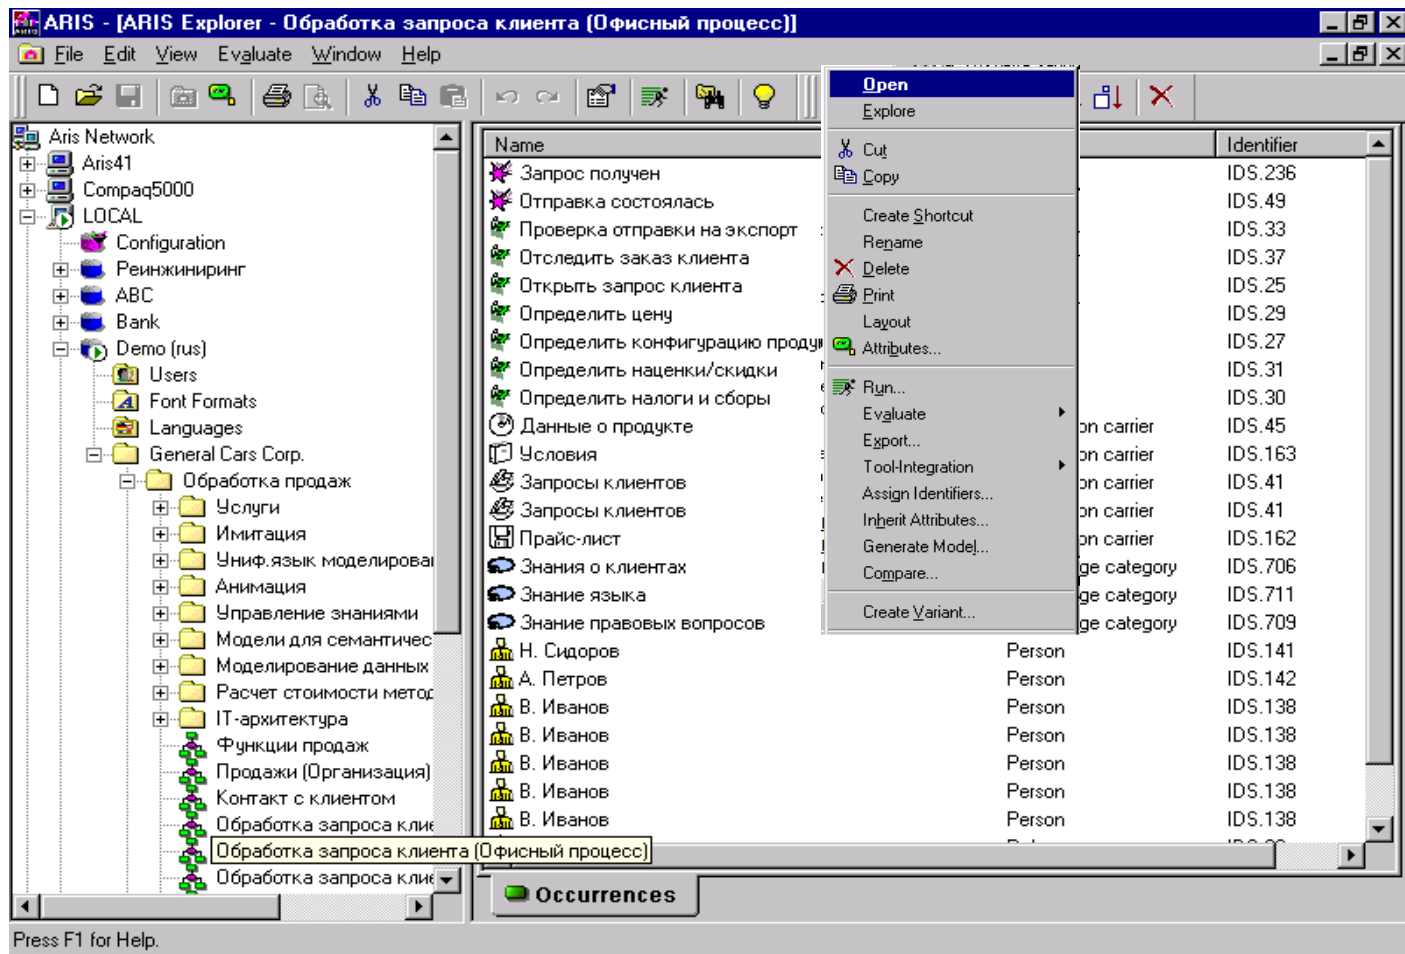 ARIS - [ARIS Explorer - Обработка запроса клиента (Офисный процесс)]
File Edit View Evaluate Window Help
Aris Network
Aris41
Compaq5000
LOCAL
Configuration
Реинжиниринг
ABC
Bank
Demo (rus)
Users
Font Formats
Languages
General Cars Corp.
Обработка продаж
Услуги
Имитация
Униф.язык моделирова
Анимация
Управление знаниями
Модели для семантичес
Моделирование данных
Расчет стоимости метод
IT-архитектура
Функции продаж
Продажи (Организация)
Контакт с клиентом
Обработка запроса клие
Обработка запроса клиента (Офисный процесс)
Обработка запроса клие
Name Identifier
Запрос получен IDS.236
Отправка состоялась IDS.49
Проверка отправки на экспорт IDS.33
Отследить заказ клиента IDS.37
Открыть запрос клиента IDS.25
Определить цену IDS.29
Определить конфигурацию проду IDS.27
Определить наценки/скидки IDS.31
Определить налоги и сборы IDS.30
Данные о продукте on carrier IDS.45
Условия on carrier IDS.163
Запросы клиентов on carrier IDS.41
Запросы клиентов on carrier IDS.41
Прайс-лист on carrier IDS.162
Знания о клиентах ge category IDS.706
Знание языка ge category IDS.711
Знание правовых вопросов ge category IDS.709
Н. Сидоров Person IDS.141
А. Петров Person IDS.142
В. Иванов Person IDS.138
В. Иванов Person IDS.138
В. Иванов Person IDS.138
В. Иванов Person IDS.138
В. Иванов Person IDS.138
Open
Explore
Cut
Copy
Create Shortcut
Rename
Delete
Print
Layout
Attributes...
Run...
Evaluate
Export...
Tool-Integration
Assign Identifiers...
Inherit Attributes...
Generate Model...
Compare...
Create Variant...
Occurrences
Press F1 for Help.